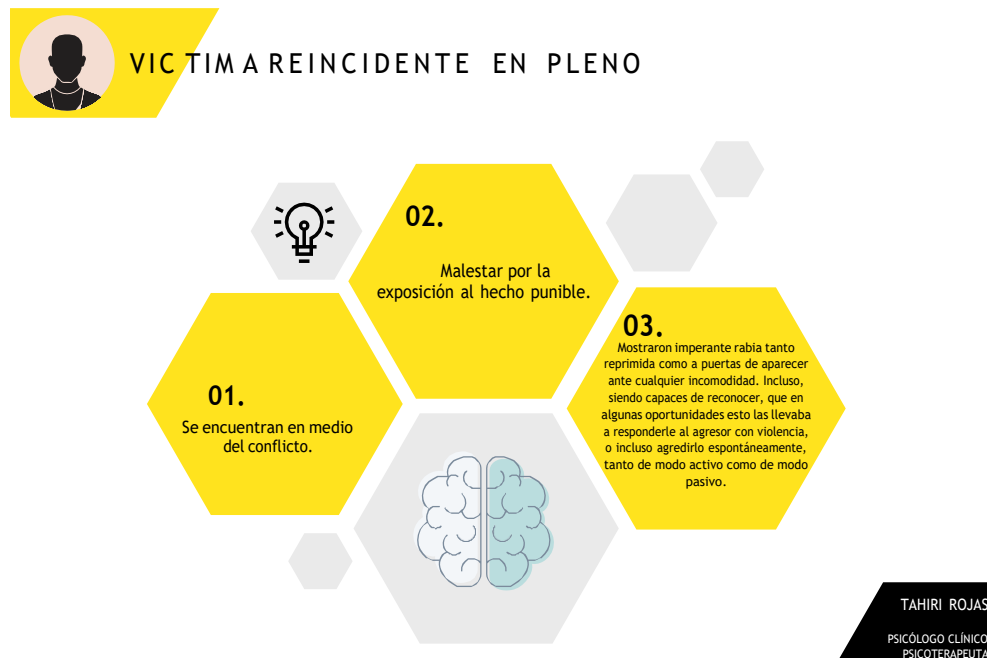 VICTIMA REINCIDENTE EN PLENO
02.
Malestar por la
exposición al hecho punible.
01.
Se encuentran en medio
del conflicto.
03.
Mostraron imperante rabia tanto
reprimida como a puertas de aparecer
ante cualquier incomodidad. Incluso,
siendo capaces de reconocer, que en
algunas oportunidades esto las llevaba
a responderle al agresor con violencia,
o incluso agredirlo espontáneamente,
tanto de modo activo como de modo
pasivo.
TAHIRI ROJAS
PSICÓLOGO CLÍNICO
PSICOTERAPEUTA